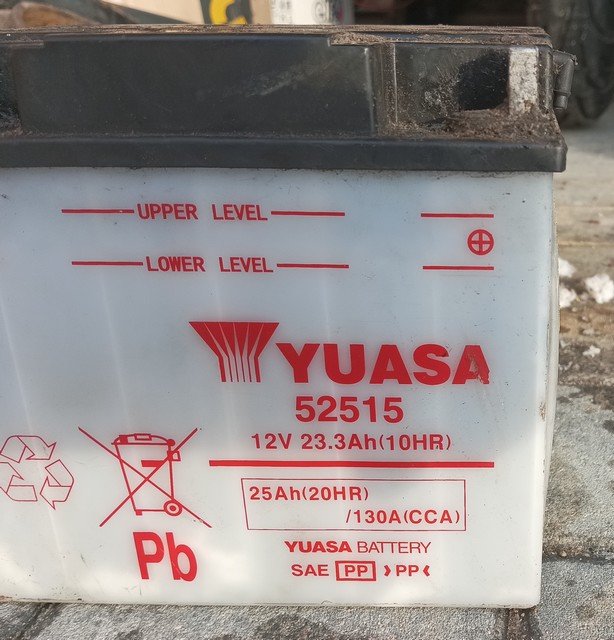 UPPER LEVEL
LOWER LEVEL
YUASA
52515
12V 23.3Ah(10HR)
25Ah(20HR)
/130A(CCA)
Pb
YUASA BATTERY
SAE PP ›PP‹